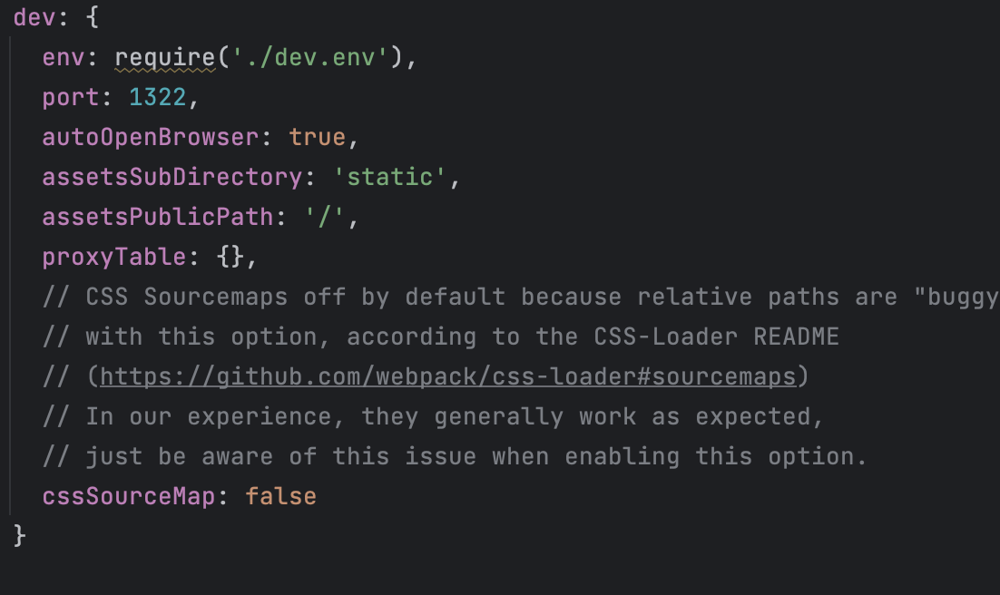 dev: {
  env: require('./dev.env'),
  port: 1322,
  autoOpenBrowser: true,
  assetsSubDirectory: 'static',
  assetsPublicPath: '/',
  proxyTable: {},
  // CSS Sourcemaps off by default because relative paths are "buggy
  // with this option, according to the CSS-Loader README
  // (https://github.com/webpack/css-loader#sourcemaps)
  // In our experience, they generally work as expected,
  // just be aware of this issue when enabling this option.
  cssSourceMap: false
}